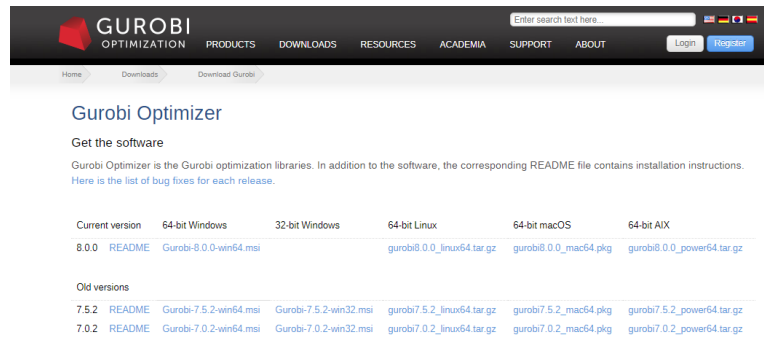 Enter search text here...
GUROBI
OPTIMIZATION PRODUCTS DOWNLOADS RESOURCES ACADEMIA SUPPORT ABOUT Login Register
Home Downloads Download Gurobi
Gurobi Optimizer
Get the software
Gurobi Optimizer is the Gurobi optimization libraries. In addition to the software, the corresponding README file contains installation instructions.
Here is the list of bug fixes for each release.
Current version 64-bit Windows 32-bit Windows 64-bit Linux 64-bit macOS 64-bit AIX
8.0.0 README Gurobi-8.0.0-win64.msi gurobi8.0.0_linux64.tar.gz gurobi8.0.0_mac64.pkg gurobi8.0.0_power64.tar.gz
Old versions
7.5.2 README Gurobi-7.5.2-win64.msi Gurobi-7.5.2-win32.msi gurobi7.5.2_linux64.tar.gz gurobi7.5.2_mac64.pkg gurobi7.5.2_power64.tar.gz
7.0.2 README Gurobi-7.0.2-win64.msi Gurobi-7.0.2-win32.msi gurobi7.0.2_linux64.tar.gz gurobi7.0.2_mac64.pkg gurobi7.0.2_power64.tar.gz